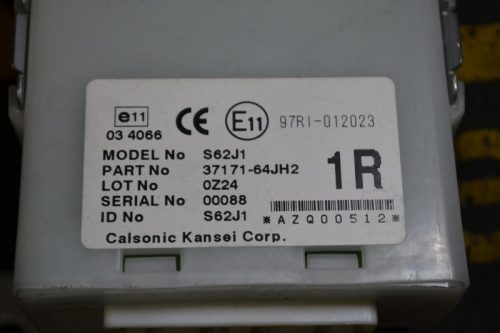 e11
03 4066
CE
E11
97RI-012023
MODEL No S62J1
PART No 37171-64JH2
LOT No 0Z24
SERIAL No 00088
ID No S62J1
1R
*AZQ00512*
Calsonic Kansei Corp.